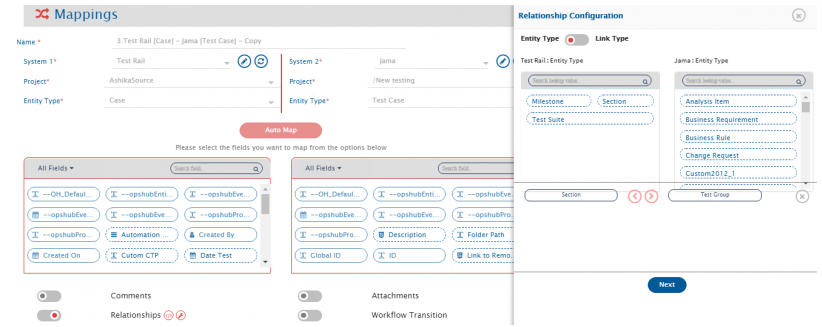 Mappings
Name * 3.Test Rail [Case] - Jama [Test Case] - Copy
System 1* Test Rail System 2* Jama
Project* AshikaSource Project* /New testing
Entity Type* Case Entity Type* Test Case
Auto Map
Please select the fields you want to map from the options below
All Fields Search field.
--OH_Defaul... --opshubEnti... --opshubEve...
--opshubEve... --opshubEve... --opshubPro...
--opshubPro... Automation ... Created By
Created On Cutom CTP Date Test
All Fields Search field.
--OH_Defaul... --opshubEnti... --opshubEve
--opshubEve... --opshubEve... --opshubPro.
--opshubPro... Description Folder Path
Global ID ID Link to Remo..
Comments Attachments
Relationships Workflow Transition
Relationship Configuration
Entity Type Link Type
Test Rail : Entity Type
Search lookup value..
Milestone Section
Test Suite
Jama : Entity Type
Search lookup value..
Analysis Item
Business Requirement
Business Rule
Change Request
Custom2012_1
Section Test Group
Next